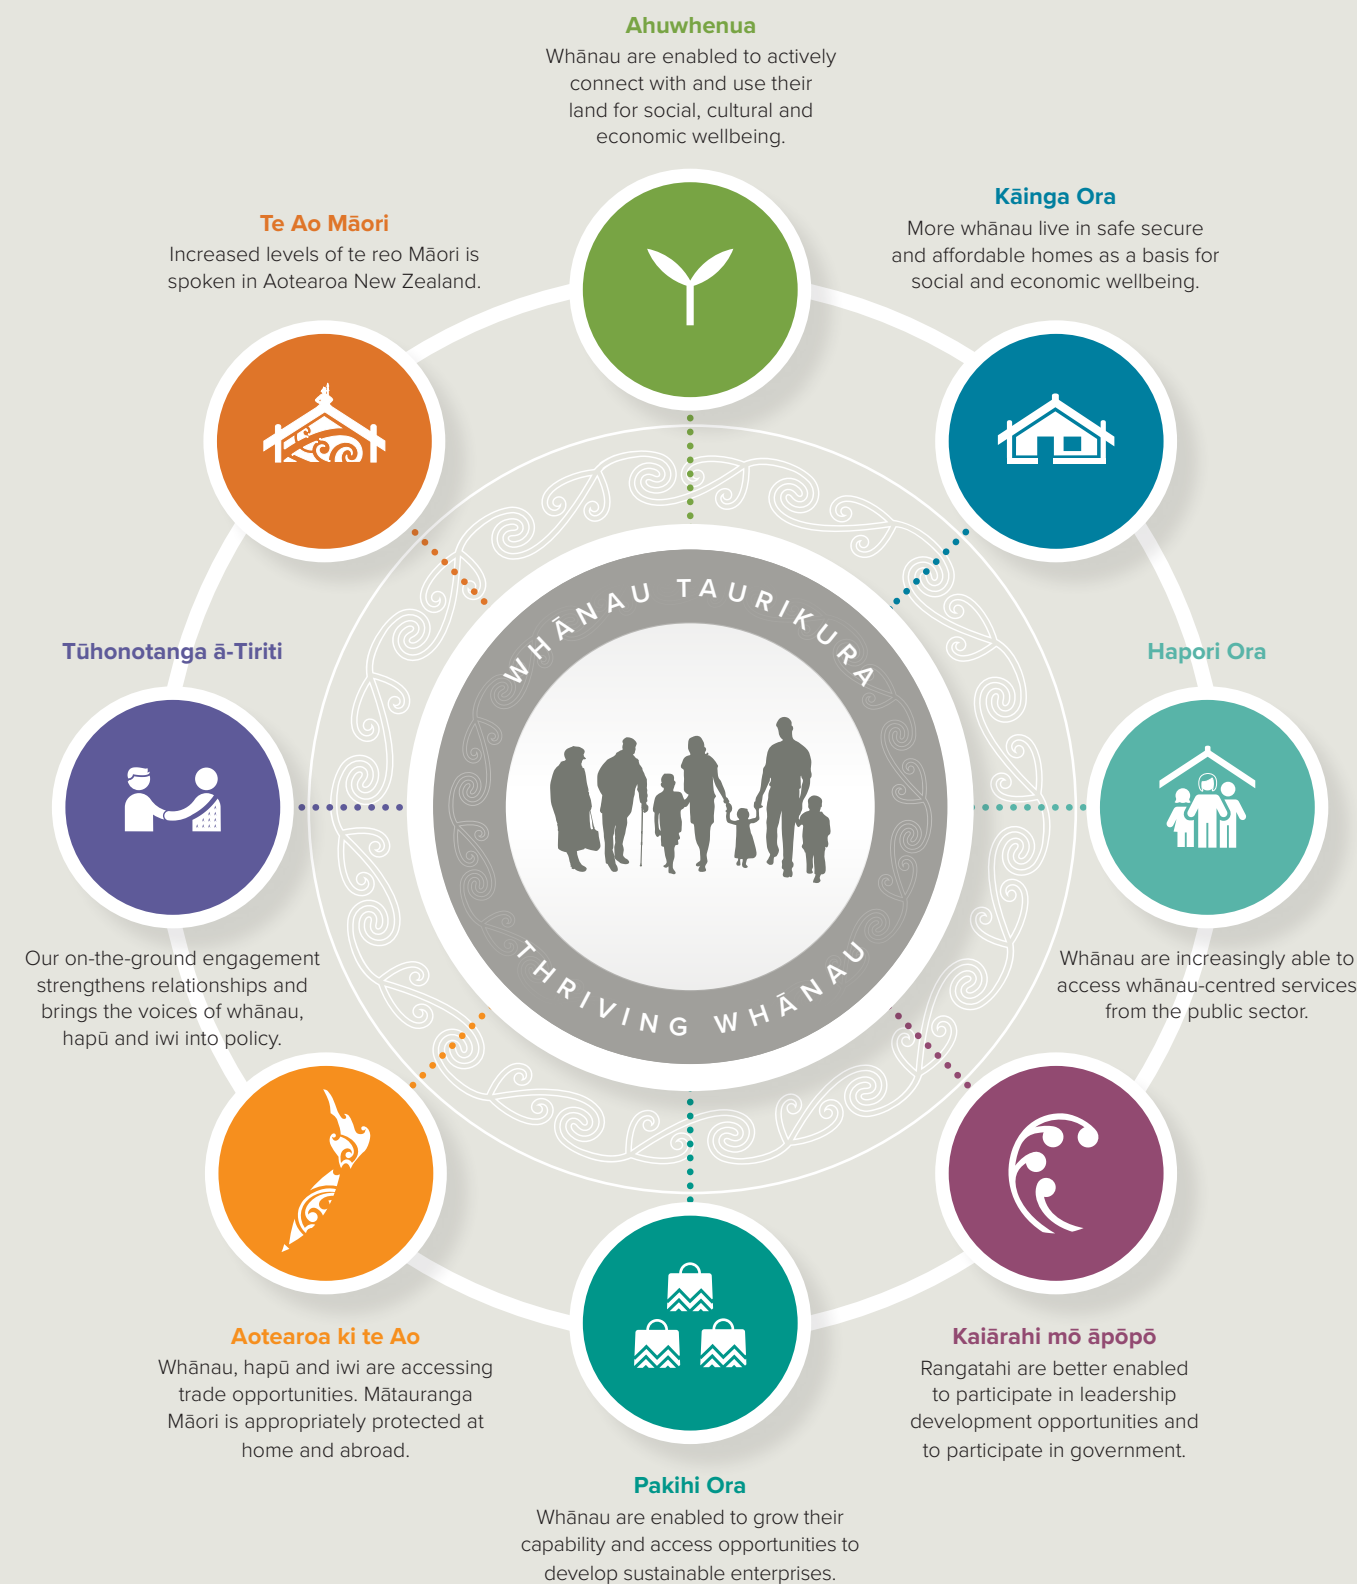 Ahuwhenua
Whānau are enabled to actively
connect with and use their
land for social, cultural and
economic wellbeing.
Kāinga Ora
More whānau live in safe secure
and affordable homes as a basis for
social and economic wellbeing.
Te Ao Māori
Increased levels of te reo Māori is
spoken in Aotearoa New Zealand.
WHĀNAU TAURIKURA
THRIVING WHĀNAU
Tūhonotanga ā-Tiriti
Our on-the-ground engagement
strengthens relationships and
brings the voices of whānau,
hapū and iwi into policy.
Hapori Ora
Whānau are increasingly able to
access whānau-centred services
from the public sector.
Aotearoa ki te Ao
Whānau, hapū and iwi are accessing
trade opportunities. Mātauranga
Māori is appropriately protected at
home and abroad.
Kaiārahi mō āpōpō
Rangatahi are better enabled
to participate in leadership
development opportunities and
to participate in government.
Pakihi Ora
Whānau are enabled to grow their
capability and access opportunities to
develop sustainable enterprises.